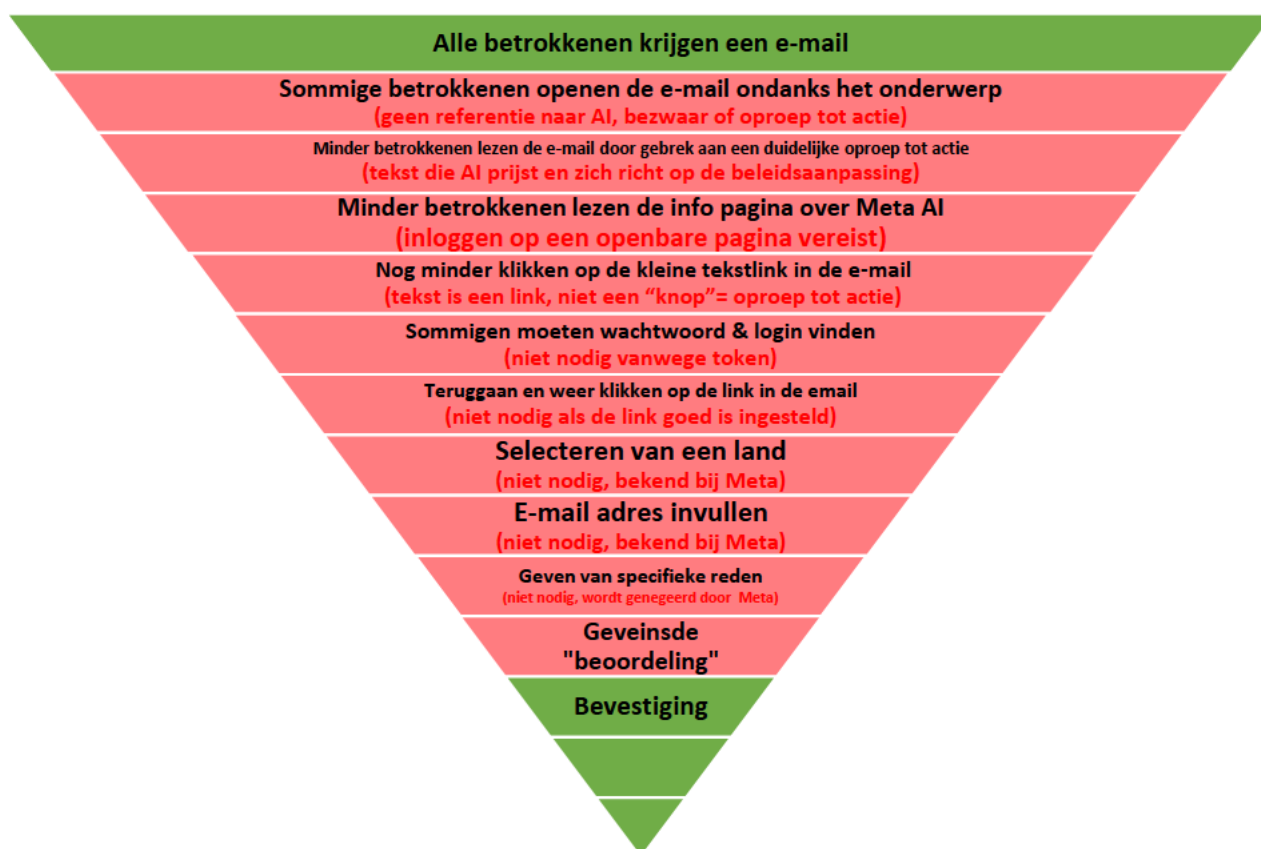 Alle betrokkenen krijgen een e-mail
Sommige betrokkenen openen de e-mail ondanks het onderwerp
(geen referentie naar AI, bezwaar of oproep tot actie)
Minder betrokkenen lezen de e-mail door gebrek aan een duidelijke oproep tot actie
(tekst die AI prijst en zich richt op de beleidsaanpassing)
Minder betrokkenen lezen de info pagina over Meta AI
(inloggen op een openbare pagina vereist)
Nog minder klikken op de kleine tekstlink in de e-mail
(tekst is een link, niet een “knop”= oproep tot actie)
Sommigen moeten wachtwoord & login vinden
(niet nodig vanwege token)
Teruggaan en weer klikken op de link in de email
(niet nodig als de link goed is ingesteld)
Selecteren van een land
(niet nodig, bekend bij Meta)
E-mail adres invullen
(niet nodig, bekend bij Meta)
Geven van specifieke reden
(niet nodig, wordt genegeerd door Meta)
Geveinsde
"beoordeling"
Bevestiging